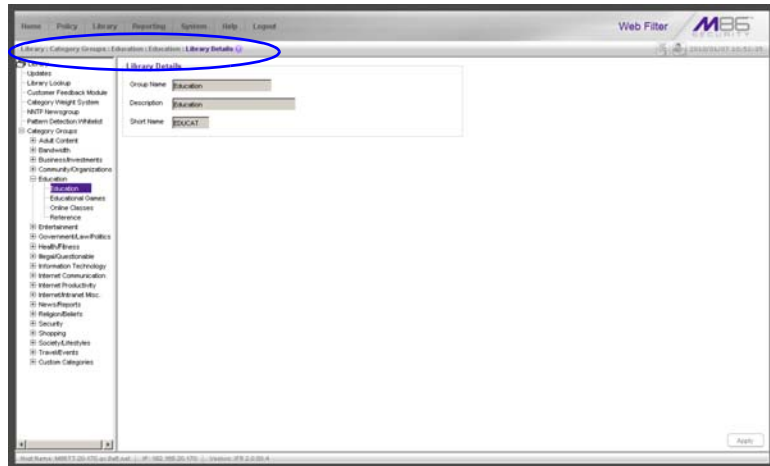 Home Policy Library Reporting System Help Logout
Web Filter M86 SECURITY
Library : Category Groups : Education : Education : Library Details
Updates
Library Lookup
Customer Feedback Module
Category Weight System
NNTP Newsgroup
Pattern Detection Whitelist
Category Groups
Adult Content
Bandwidth
Business/Investments
Community/Organizations
Education
Education
Educational Games
Online Classes
Reference
Entertainment
Government/Law/Politics
Health/Fitness
Illegal/Questionable
Information Technology
Internet Communication
Internet Productivity
Internet/Intranet Misc.
News/Reports
Religion/Beliefs
Security
Shopping
Society/Lifestyles
Travel/Events
Custom Categories
Library Details
Group Name Education
Description Education
Short Name EDUCAT
Apply
Host Name: IP: Version: